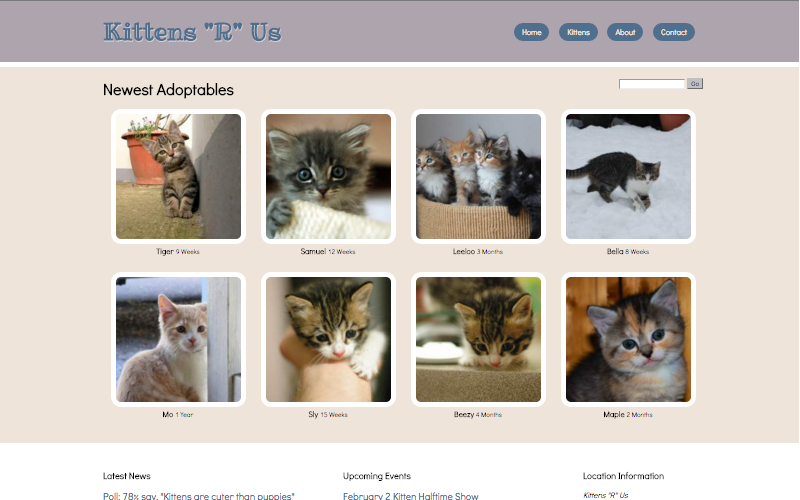 Kittens "R" Us
Home Kittens About Contact
Newest Adoptables
Go
Tiger 9 Weeks
Samuel 12 Weeks
Leeloo 3 Months
Bella 8 Weeks
Mo 1 Year
Sly 15 Weeks
Beezy 4 Months
Maple 2 Months
Latest News
Poll: 78% say, "Kittens are cuter than puppies"
Upcoming Events
February 2 Kitten Halftime Show
Location Information
Kittens "R" Us